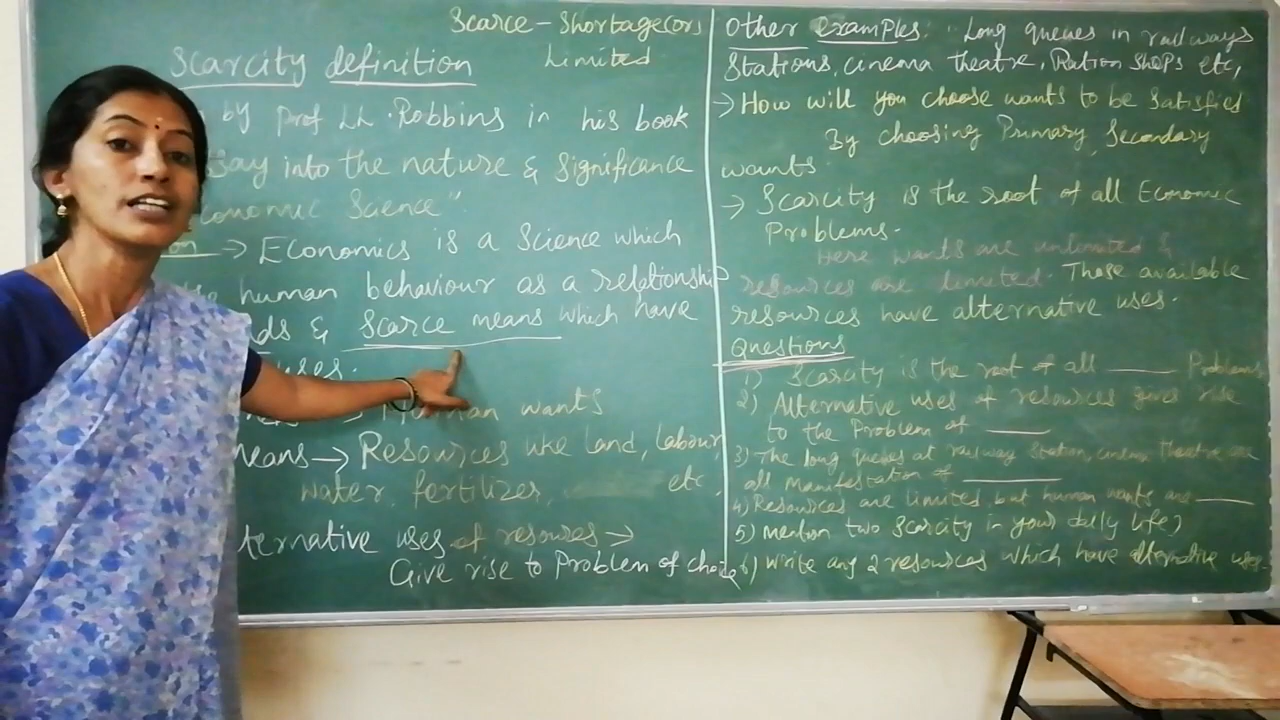 Scarce - Shortage (or)
Limited
Scarcity definition
by Prof LL. Robbins in his book
say into the nature & Significance
conomic Science"
→ Economics is a Science which
the human behaviour as a relationship
nds & Scarce means which have
uses.
→ Human wants
Means → Resources like land, labour,
water, fertilizer, etc,
ternative uses of resourses →
Give rise to Problem of choice
Other examples: Long queues in railways
Stations, cinema theatre, Ration Shops etc,
→ How will you choose wants to be Satisfied
By choosing Primary, Secondary
wants
→ Scarcity is the root of all Economic
Problems.
Here wants are unlimited &
resources are limited. Those available
resources have alternative uses.
Questions
1) Scarcity is the root of all ____ Problems
2) Alternative uses of resources gives rise
to the Problem of ____
3) The long queues at railway Station, cinema theatre are
all manifestation of ____
4) Resources are limited but human wants are ____
5) Mention two Scarcity in your daily life?
6) Write any 2 resources which have alternative uses.